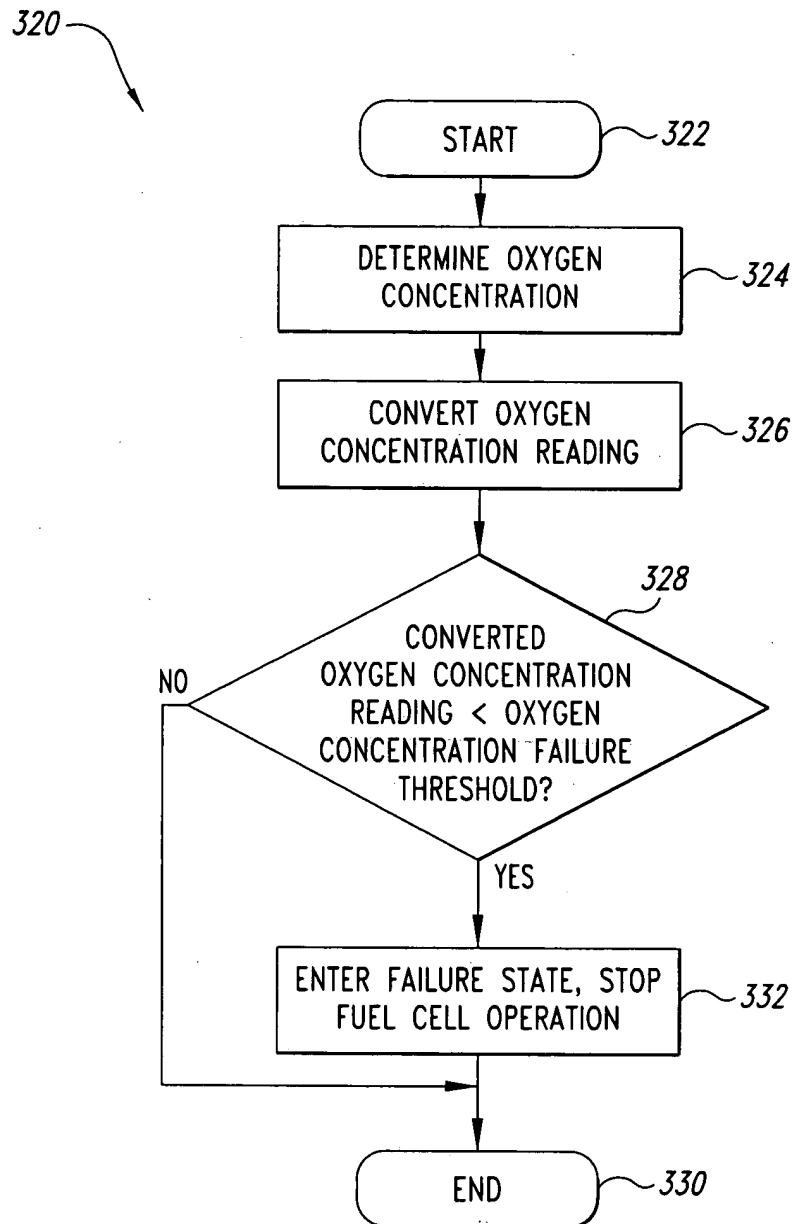 320
START
322
DETERMINE OXYGEN
CONCENTRATION
324
CONVERT OXYGEN
CONCENTRATION READING
326
328
CONVERTED
OXYGEN CONCENTRATION
READING < OXYGEN
CONCENTRATION FAILURE
THRESHOLD?
NO
YES
ENTER FAILURE STATE, STOP
FUEL CELL OPERATION
332
END
330